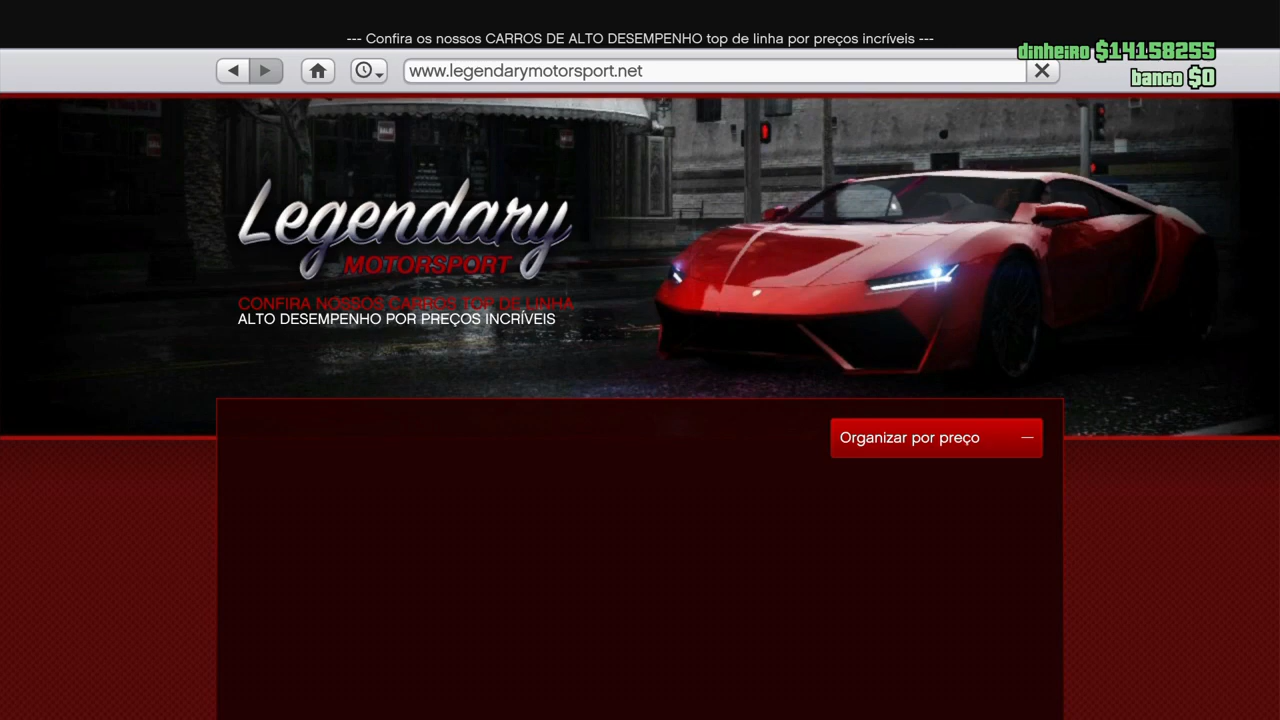 --- Confira os nossos CARROS DE ALTO DESEMPENHO top de linha por preços incríveis ---
dinheiro $14158255
www.legendarymotorsport.net
banco $0
Legendary
MOTORSPORT
CONFIRA NOSSOS CARROS TOP DE LINHA
ALTO DESEMPENHO POR PREÇOS INCRÍVEIS
Organizar por preço